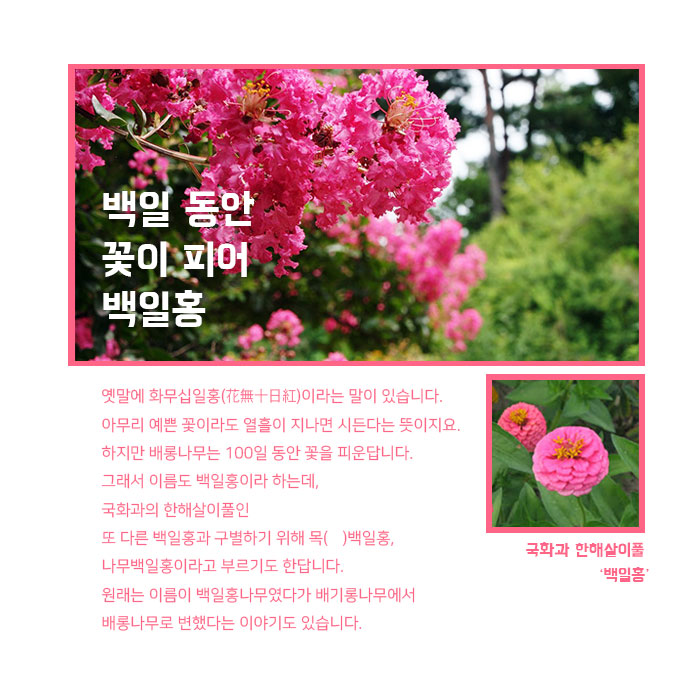 백일 동안
꽃이 피어
백일홍
옛말에 화무십일홍(花無十日紅)이라는 말이 있습니다.
아무리 예쁜 꽃이라도 열흘이 지나면 시든다는 뜻이지요.
하지만 배롱나무는 100일 동안 꽃을 피운답니다.
그래서 이름도 백일홍이라 하는데,
국화과의 한해살이풀인
또 다른 백일홍과 구별하기 위해 목( )백일홍,
나무백일홍이라고 부르기도 한답니다.
원래는 이름이 백일홍나무였다가 배기롱나무에서
배롱나무로 변했다는 이야기도 있습니다.
국화과 한해살이풀
‘백일홍’